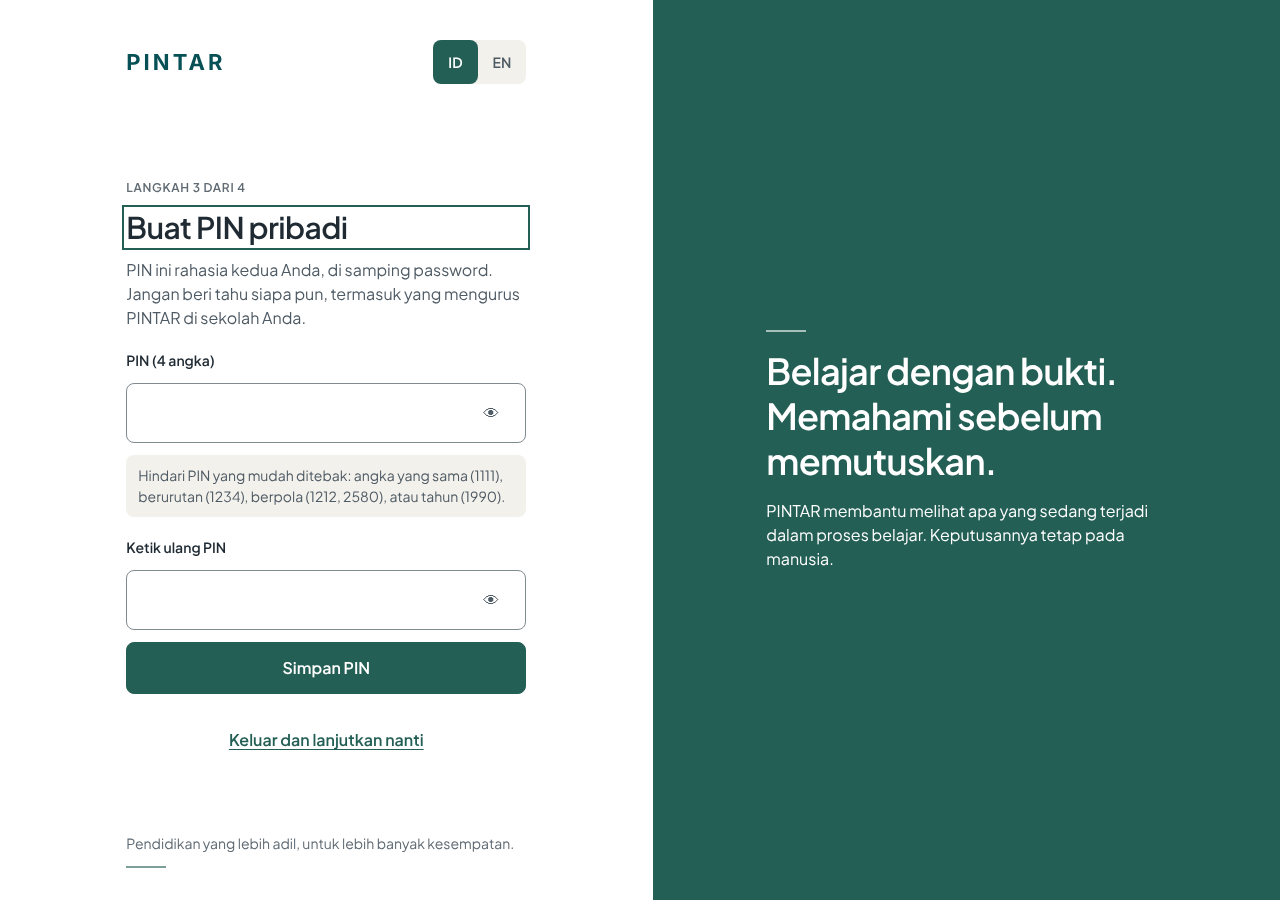 PINTAR
ID
EN
LANGKAH 3 DARI 4
Buat PIN pribadi
PIN ini rahasia kedua Anda, di samping password.
Jangan beri tahu siapa pun, termasuk yang mengurus
PINTAR di sekolah Anda.
PIN (4 angka)
Hindari PIN yang mudah ditebak: angka yang sama (1111),
berurutan (1234), berpola (1212, 2580), atau tahun (1990).
Ketik ulang PIN
Simpan PIN
Keluar dan lanjutkan nanti
Pendidikan yang lebih adil, untuk lebih banyak kesempatan.
Belajar dengan bukti.
Memahami sebelum
memutuskan.
PINTAR membantu melihat apa yang sedang terjadi
dalam proses belajar. Keputusannya tetap pada
manusia.